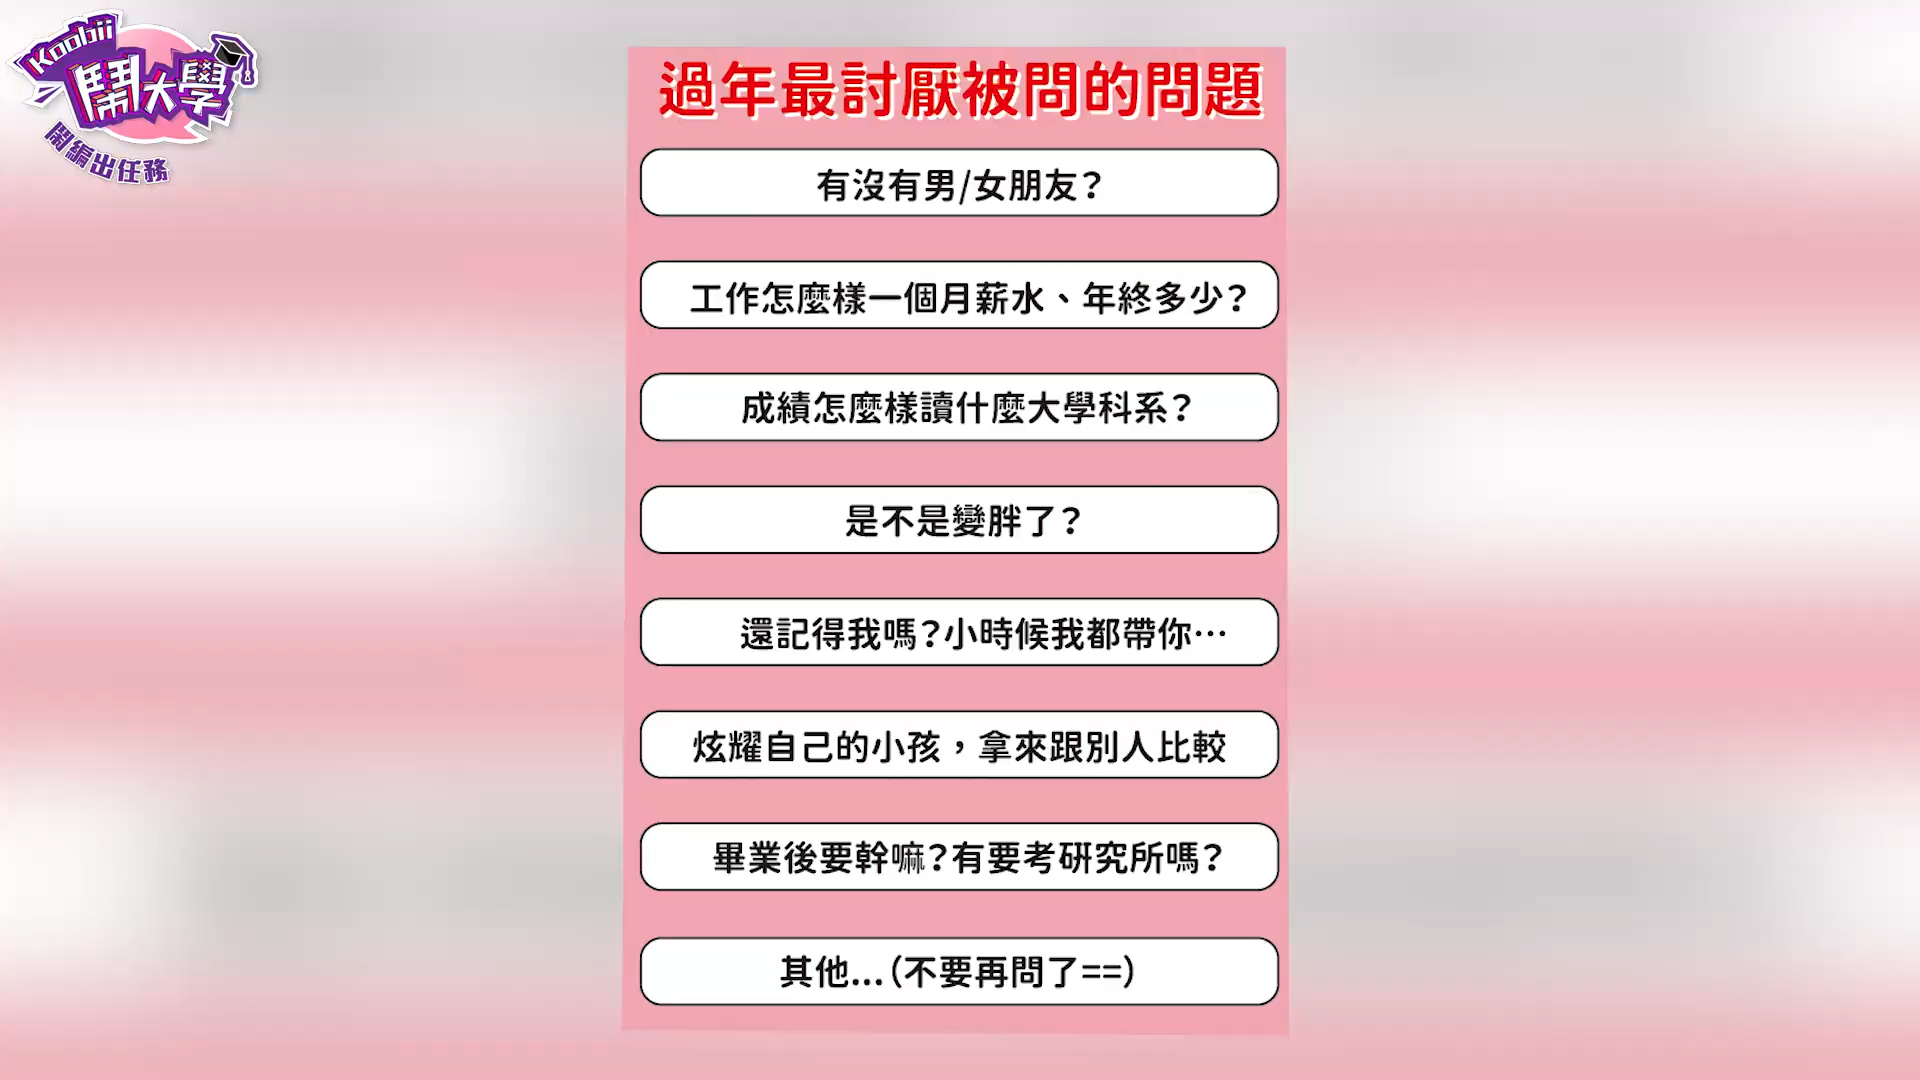 Knobii
鬧大學
鬧編出任務
過年最討厭被問的問題
有沒有男/女朋友？
工作怎麼樣一個月薪水、年終多少？
成績怎麼樣讀什麼大學科系？
是不是變胖了？
還記得我嗎？小時候我都帶你…
炫耀自己的小孩，拿來跟別人比較
畢業後要幹嘛？有要考研究所嗎？
其他...（不要再問了==）